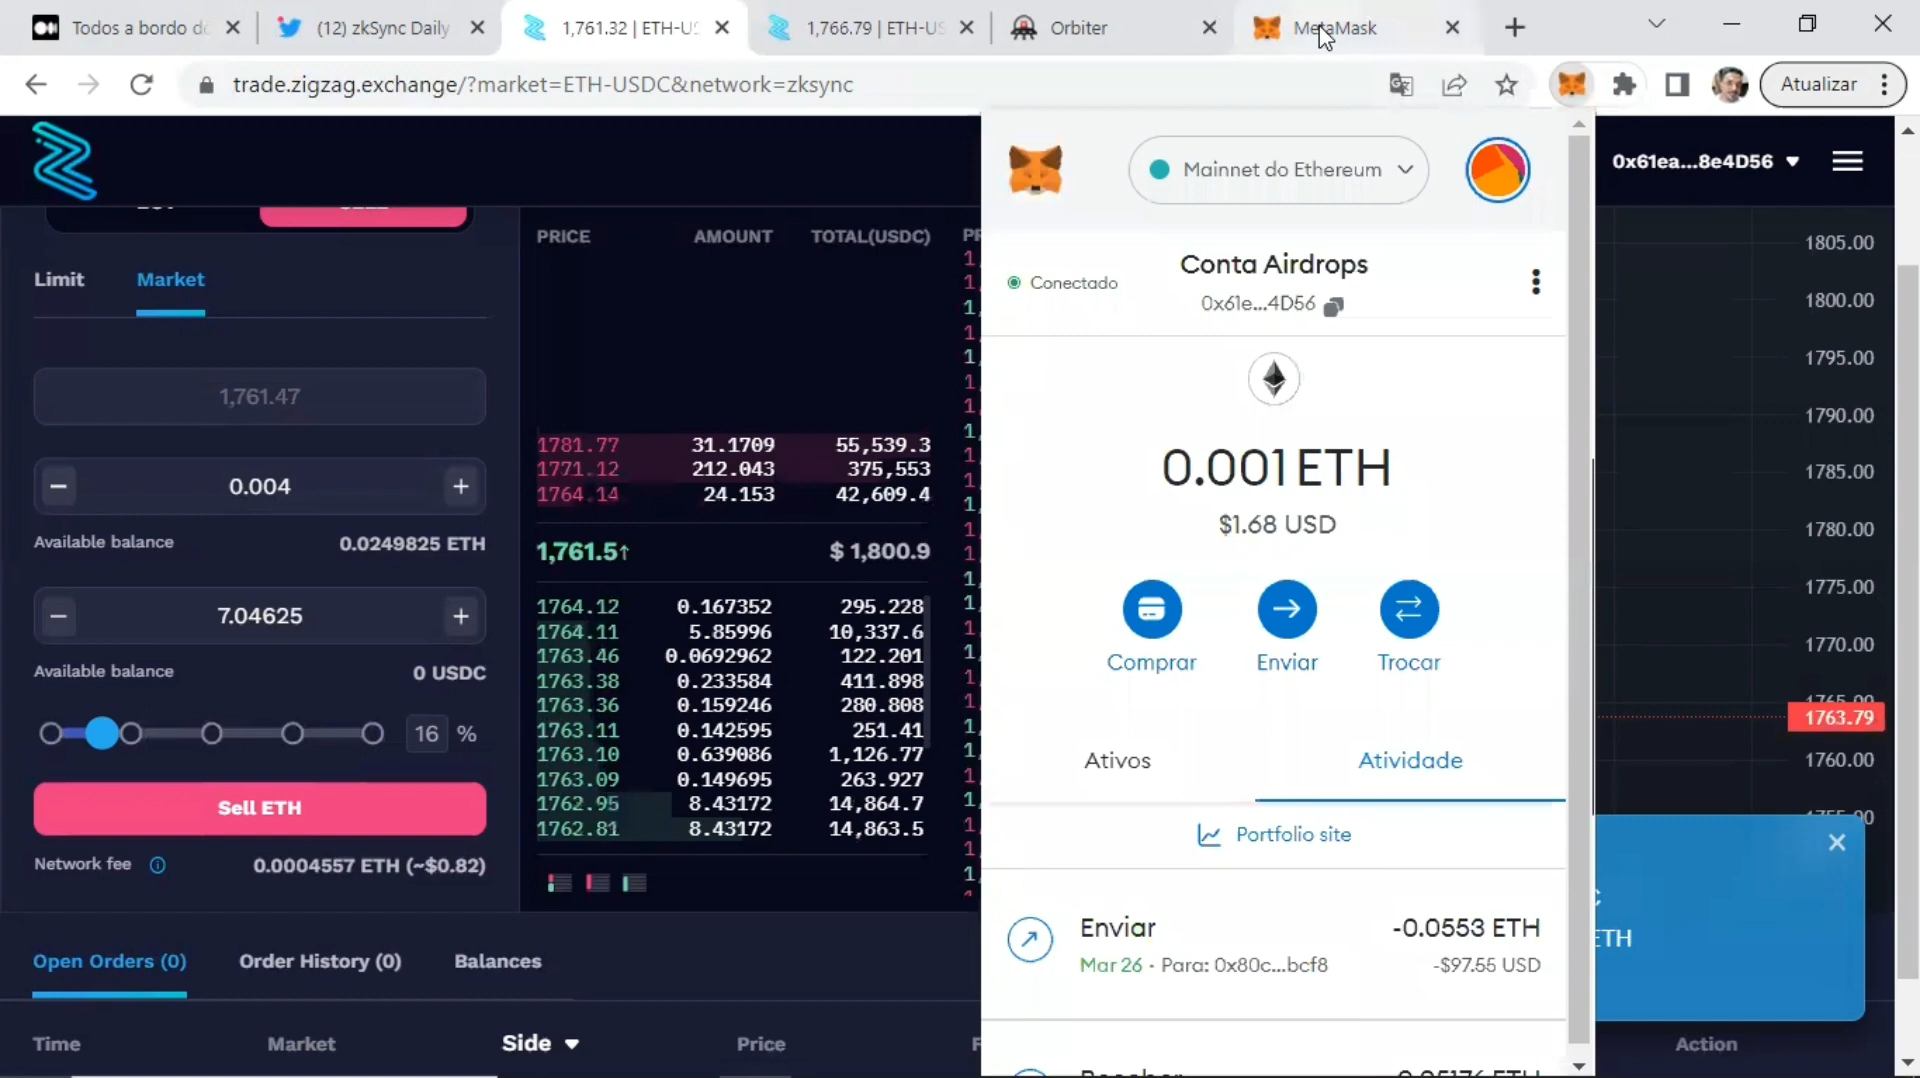 Todos a bordo do
(12) zkSync Daily
1,761.32 | ETH-US
1,766.79 | ETH-US
Orbiter
MetaMask
trade.zigzag.exchange/?market=ETH-USDC&network=zksync
Atualizar
0x61ea...8e4D56
SELL
Limit
Market
1,761.47
0.004
Available balance
0.0249825 ETH
7.04625
Available balance
0 USDC
16 %
Sell ETH
Network fee
0.0004557 ETH (~$0.82)
PRICE AMOUNT TOTAL(USDC)
1781.77 31.1709 55,539.3
1771.12 212.043 375,553
1764.14 24.153 42,609.4
1,761.5↑ $ 1,800.9
1764.12 0.167352 295.228
1764.11 5.85996 10,337.6
1763.46 0.0692962 122.201
1763.38 0.233584 411.898
1763.36 0.159246 280.808
1763.11 0.142595 251.41
1763.10 0.639086 1,126.77
1763.09 0.149695 263.927
1762.95 8.43172 14,864.7
1762.81 8.43172 14,863.5
Mainnet do Ethereum
Conectado
Conta Airdrops
0x61e...4D56
0.001 ETH
$1.68 USD
Comprar
Enviar
Trocar
Ativos
Atividade
Portfolio site
Enviar
-0.0553 ETH
Mar 26 · Para: 0x80c...bcf8
-$97.55 USD
1805.00
1800.00
1795.00
1790.00
1785.00
1780.00
1775.00
1770.00
1763.79
1760.00
ETH
Open Orders (0)
Order History (0)
Balances
Time
Market
Side
Price
Action